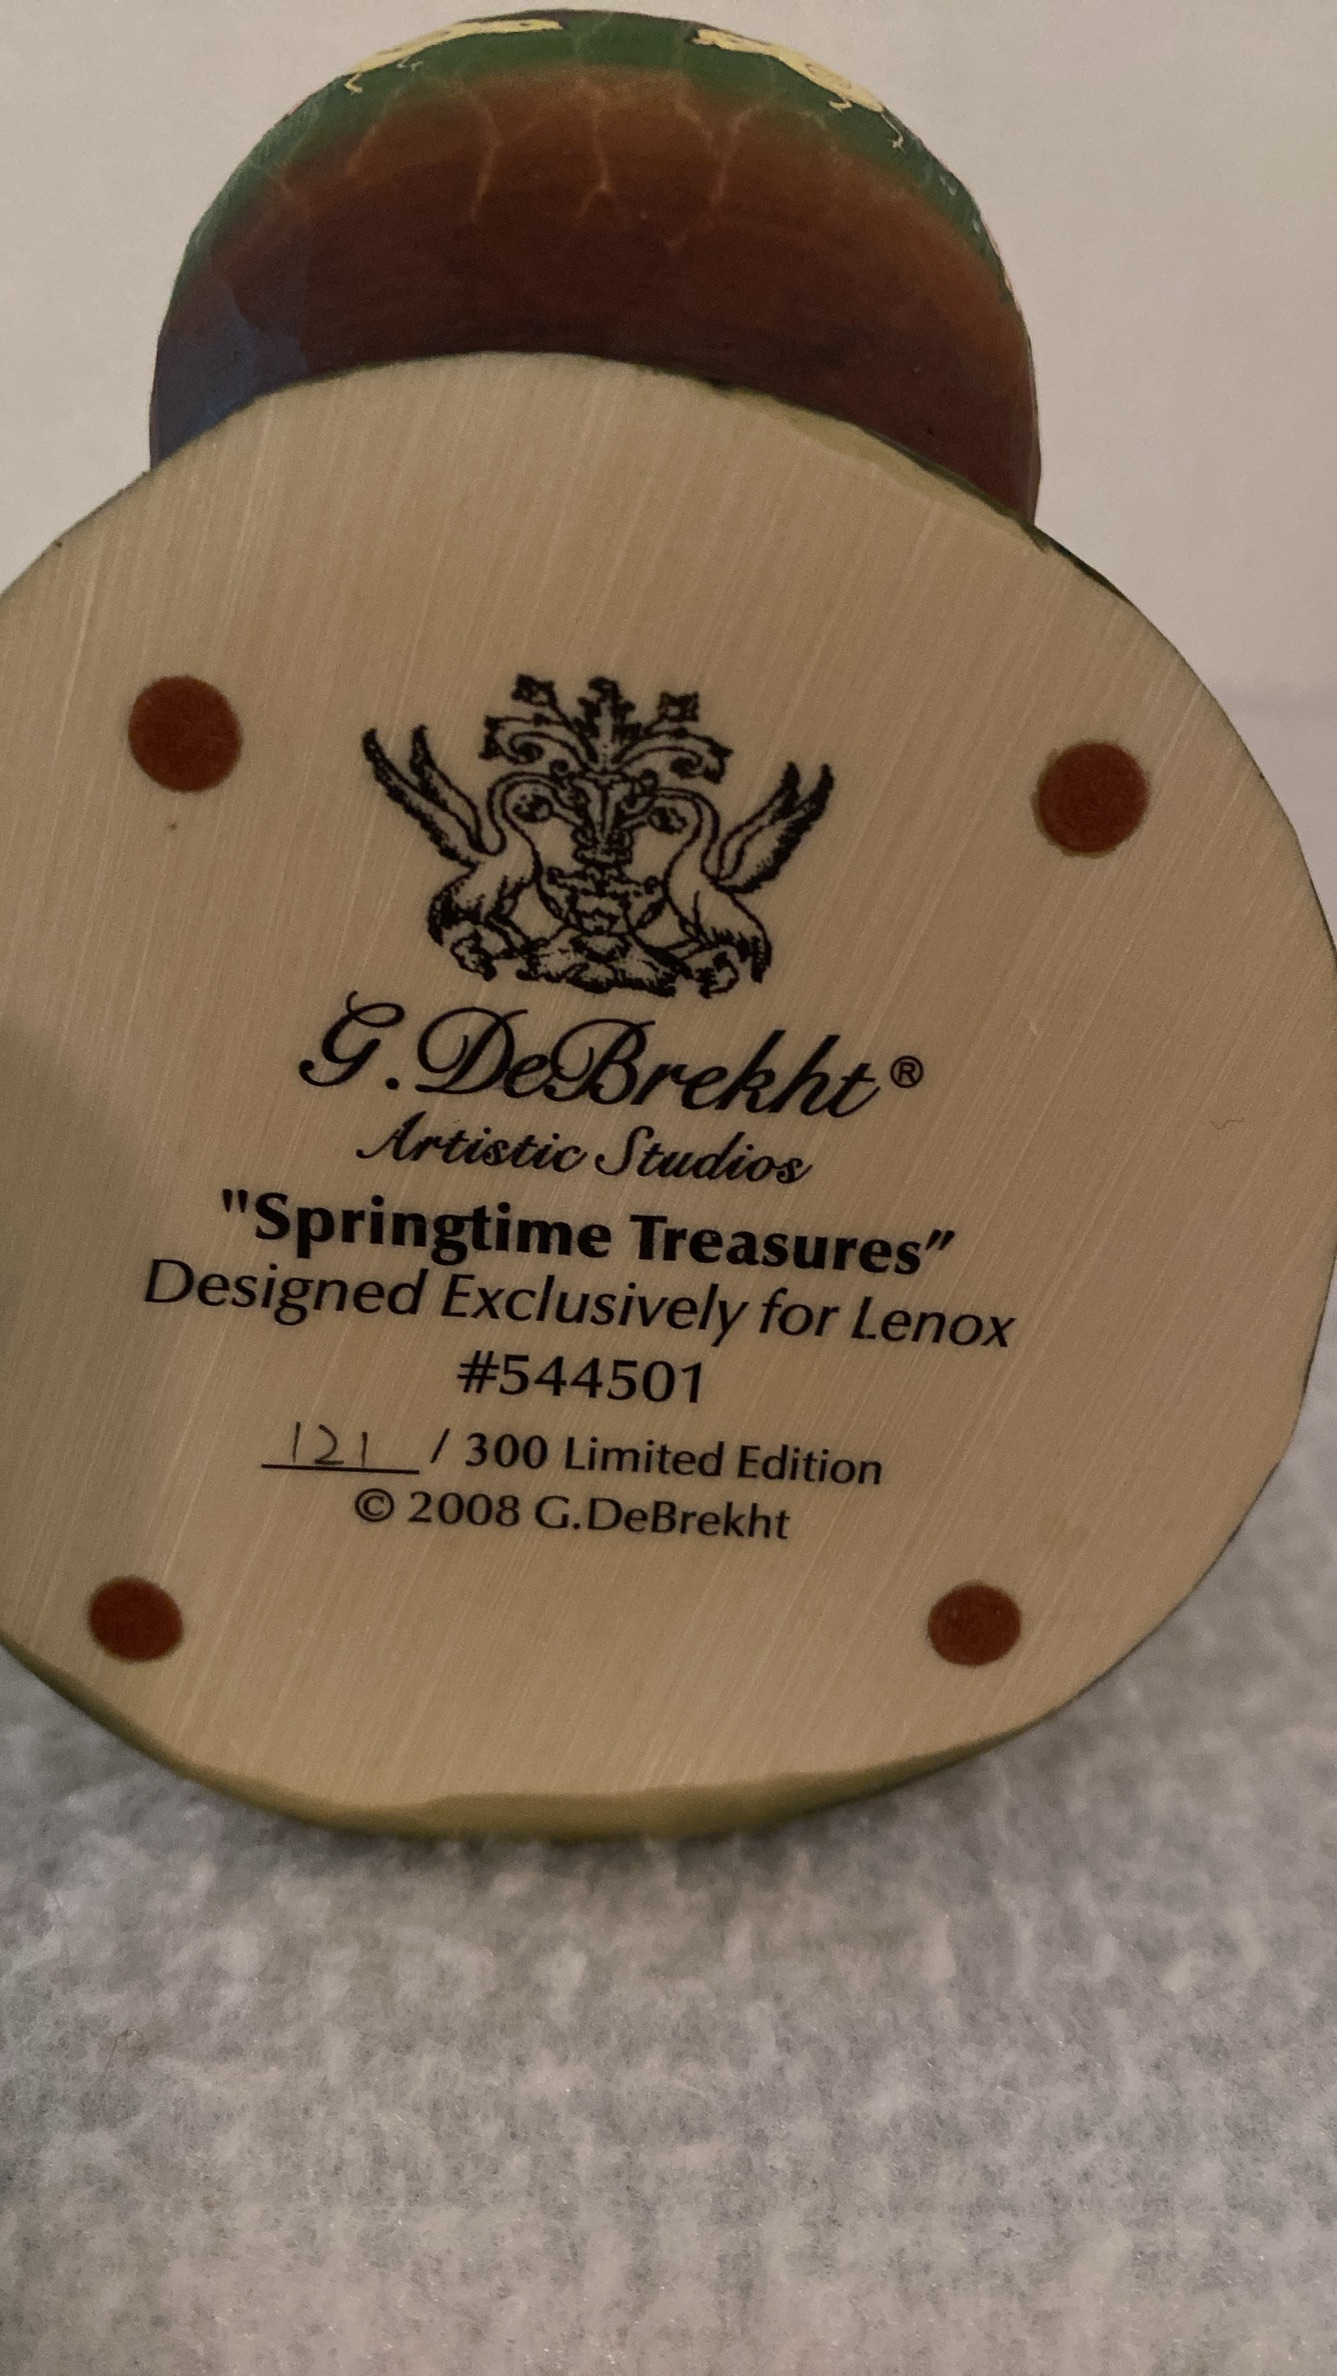 G.DeBrekht®
Artistic Studios
"Springtime Treasures"
Designed Exclusively for Lenox
#544501
121 / 300 Limited Edition
© 2008 G.DeBrekht